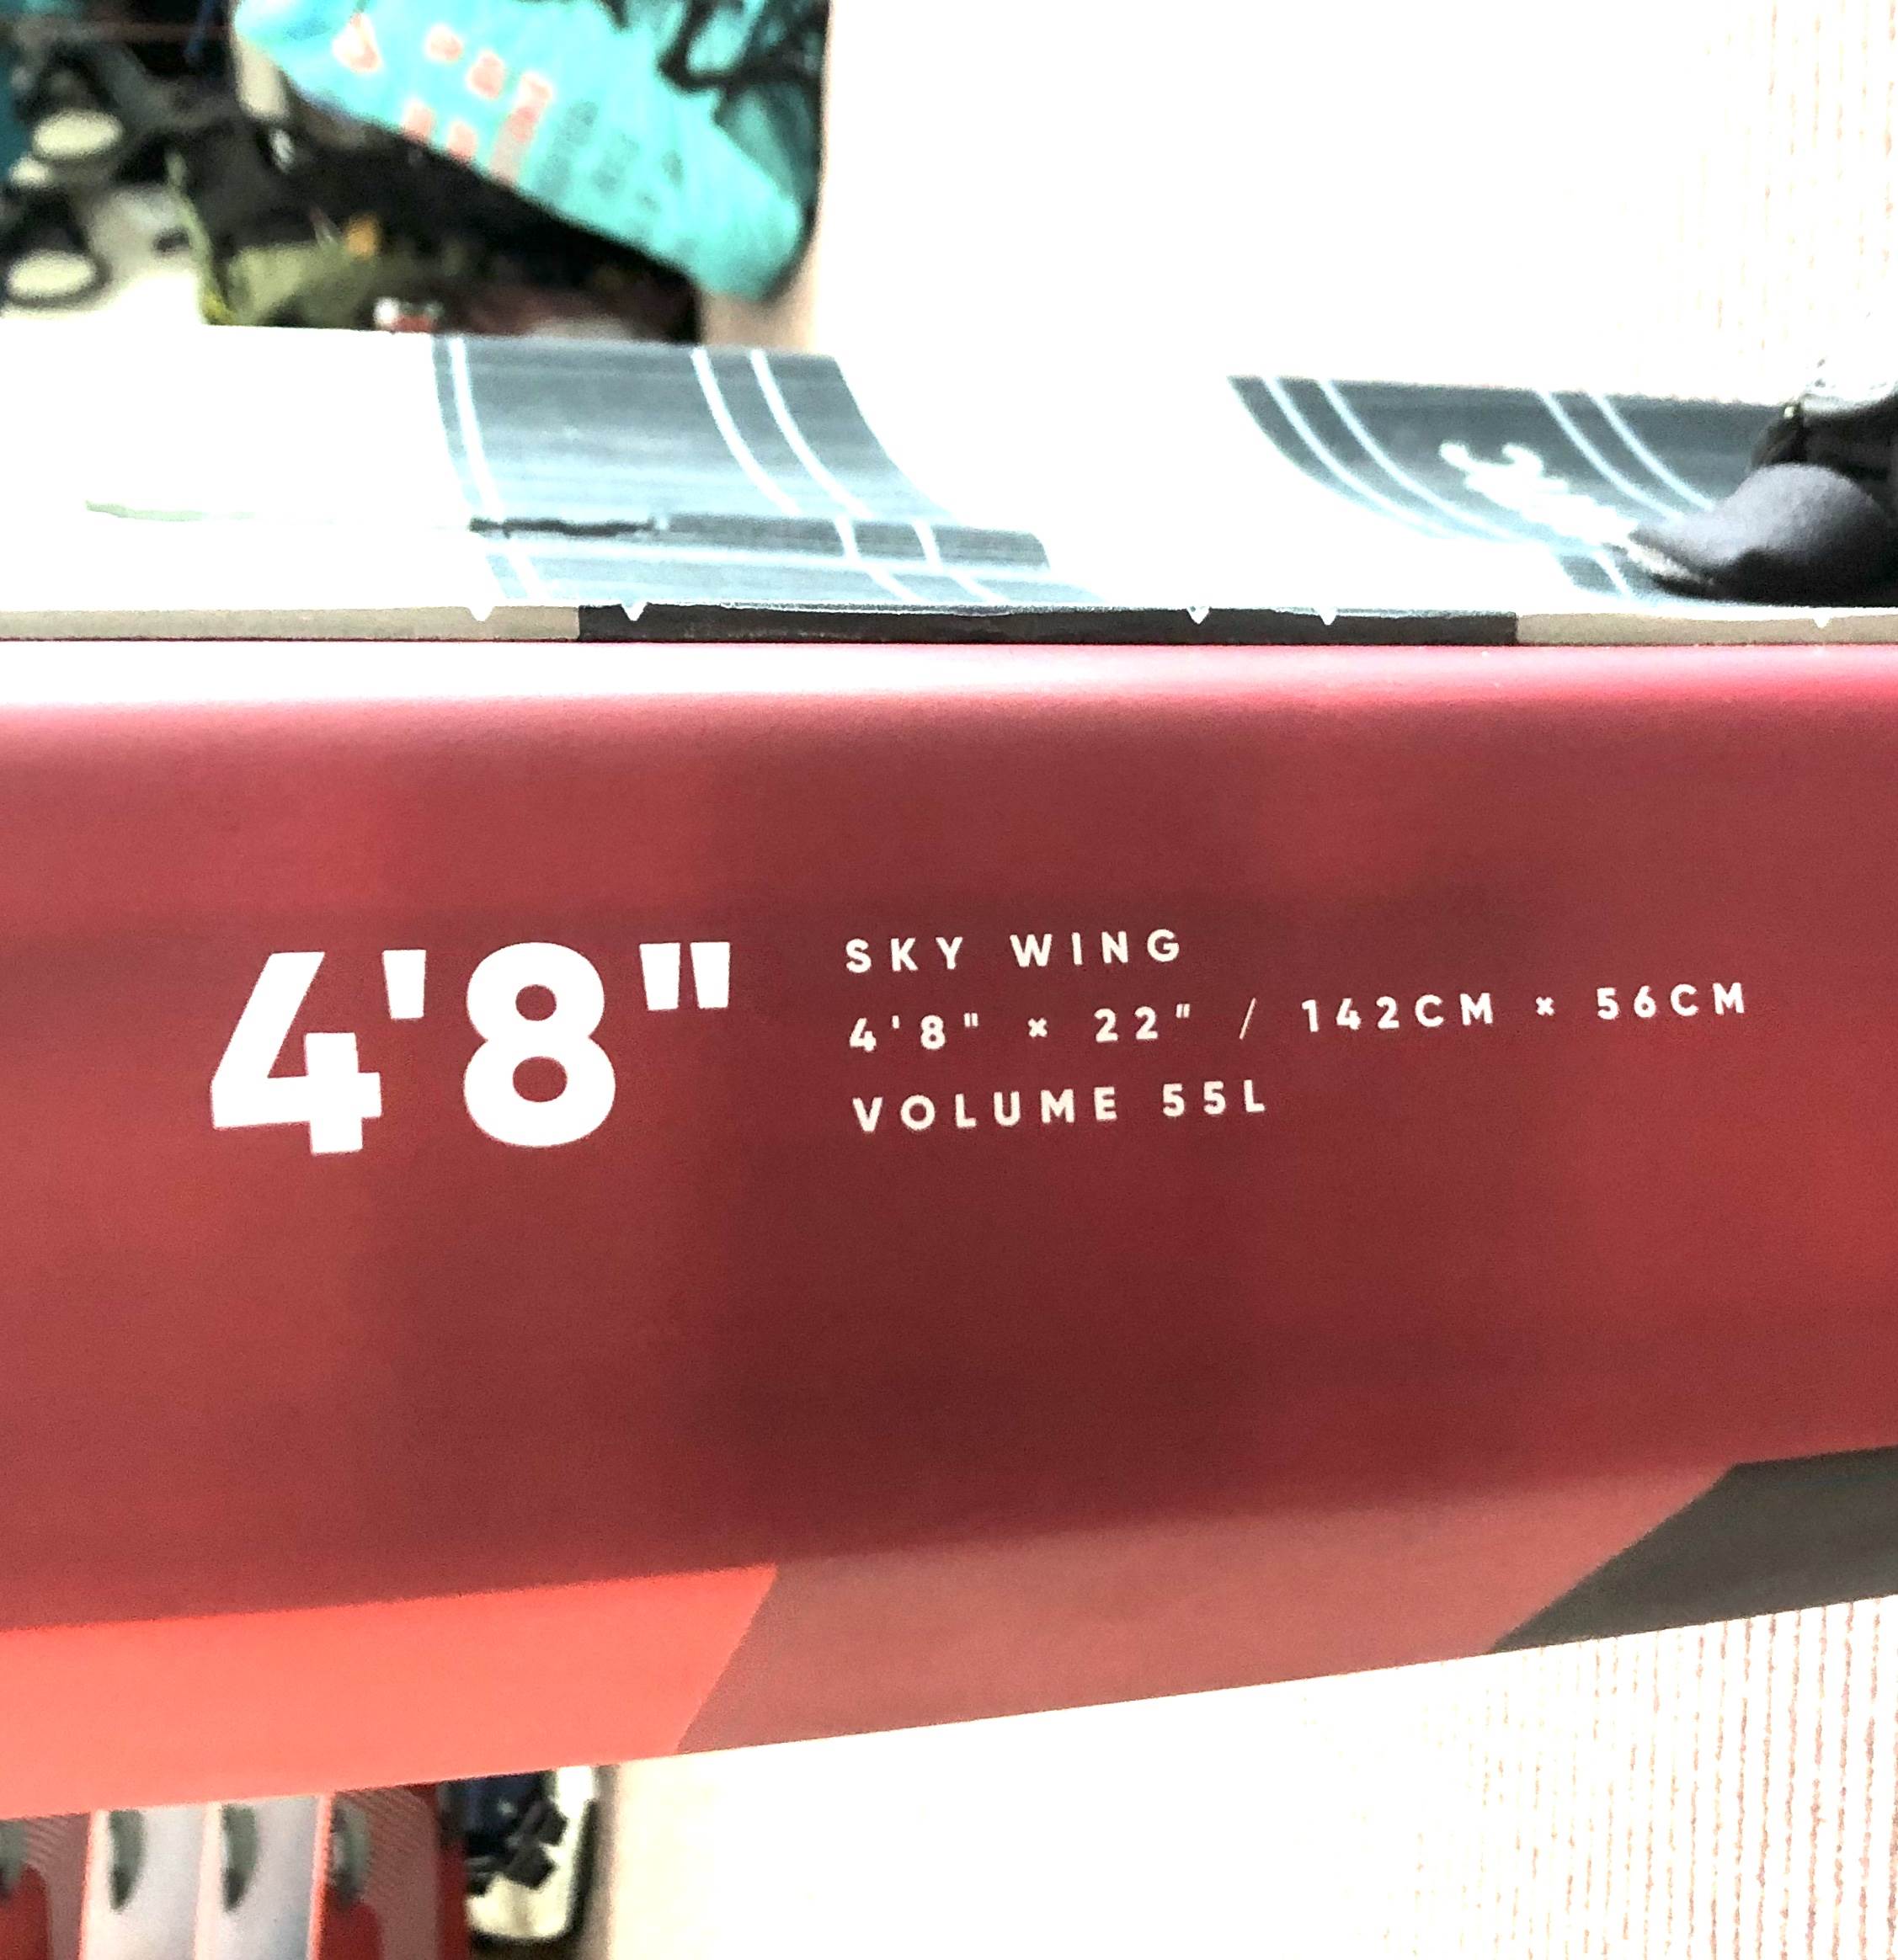 4'8"
SKY WING
4'8" × 22" / 142CM × 56CM
VOLUME 55L